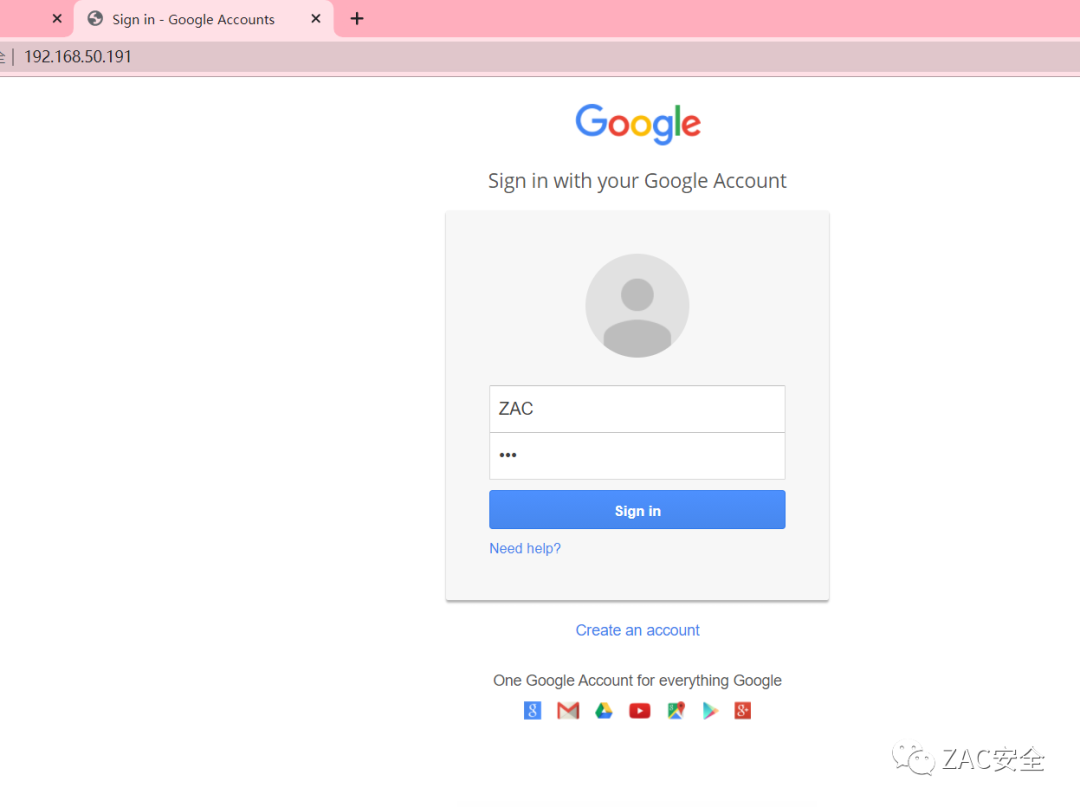 Sign in - Google Accounts
全 | 192.168.50.191
Google
Sign in with your Google Account
ZAC
•••
Sign in
Need help?
Create an account
One Google Account for everything Google
ZAC安全